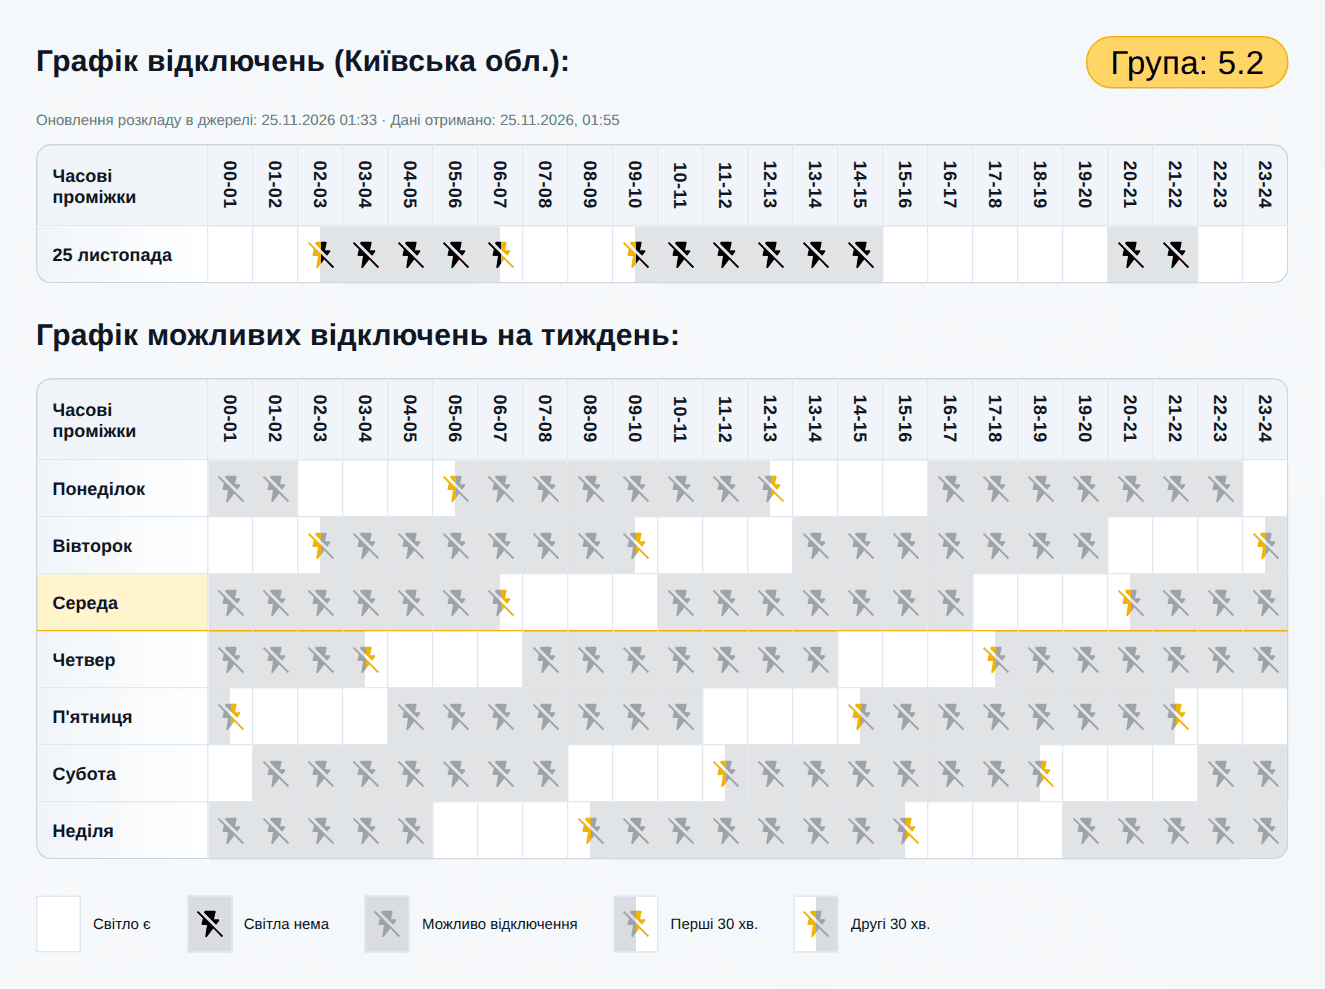 Графік відключень (Київська обл.):
Група: 5.2
Оновлення розкладу в джерелі: 25.11.2026 01:33 · Дані отримано: 25.11.2026, 01:55
Часові проміжки 00-01 01-02 02-03 03-04 04-05 05-06 06-07 07-08 08-09 09-10 10-11 11-12 12-13 13-14 14-15 15-16 16-17 17-18 18-19 19-20 20-21 21-22 22-23 23-24
25 листопада
Графік можливих відключень на тиждень:
Часові проміжки 00-01 01-02 02-03 03-04 04-05 05-06 06-07 07-08 08-09 09-10 10-11 11-12 12-13 13-14 14-15 15-16 16-17 17-18 18-19 19-20 20-21 21-22 22-23 23-24
Понеділок
Вівторок
Середа
Четвер
П'ятниця
Субота
Неділя
Світло є Світла нема Можливо відключення Перші 30 хв. Другі 30 хв.